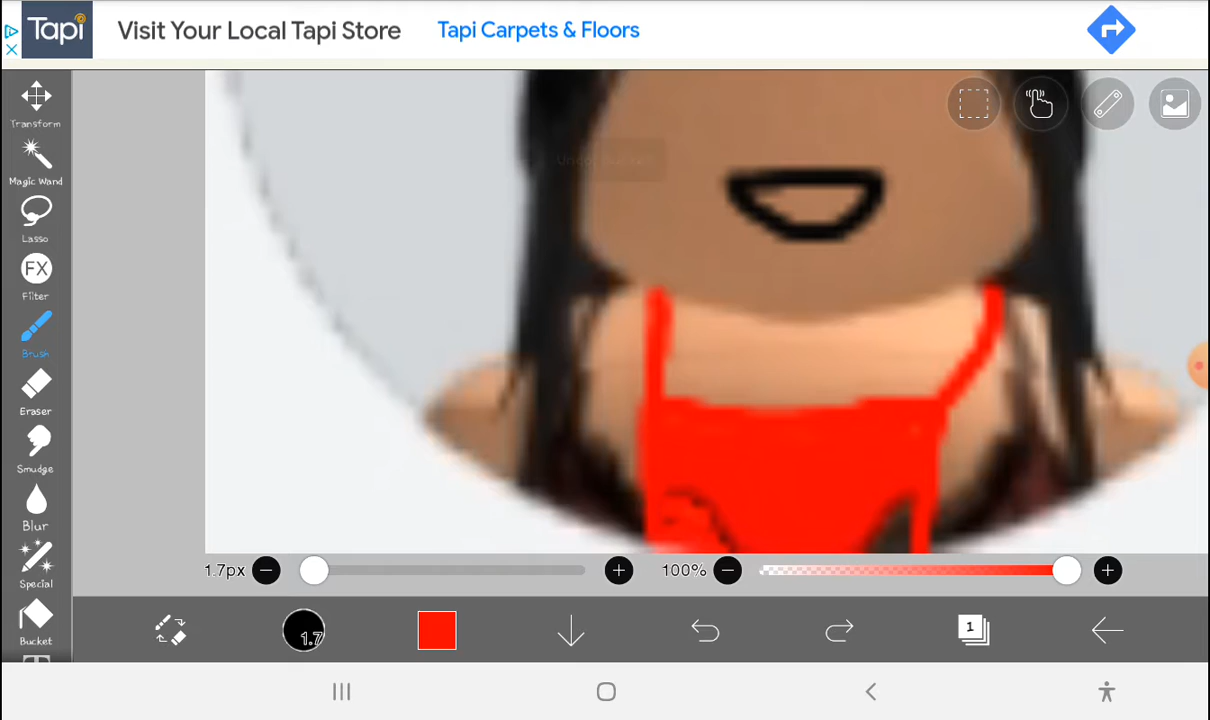 Tapi
Visit Your Local Tapi Store
Tapi Carpets & Floors
Transform
Magic Wand
Lasso
FX
Filter
Brush
Eraser
Smudge
Blur
Special
Bucket
1.7px
100%
1.7
1